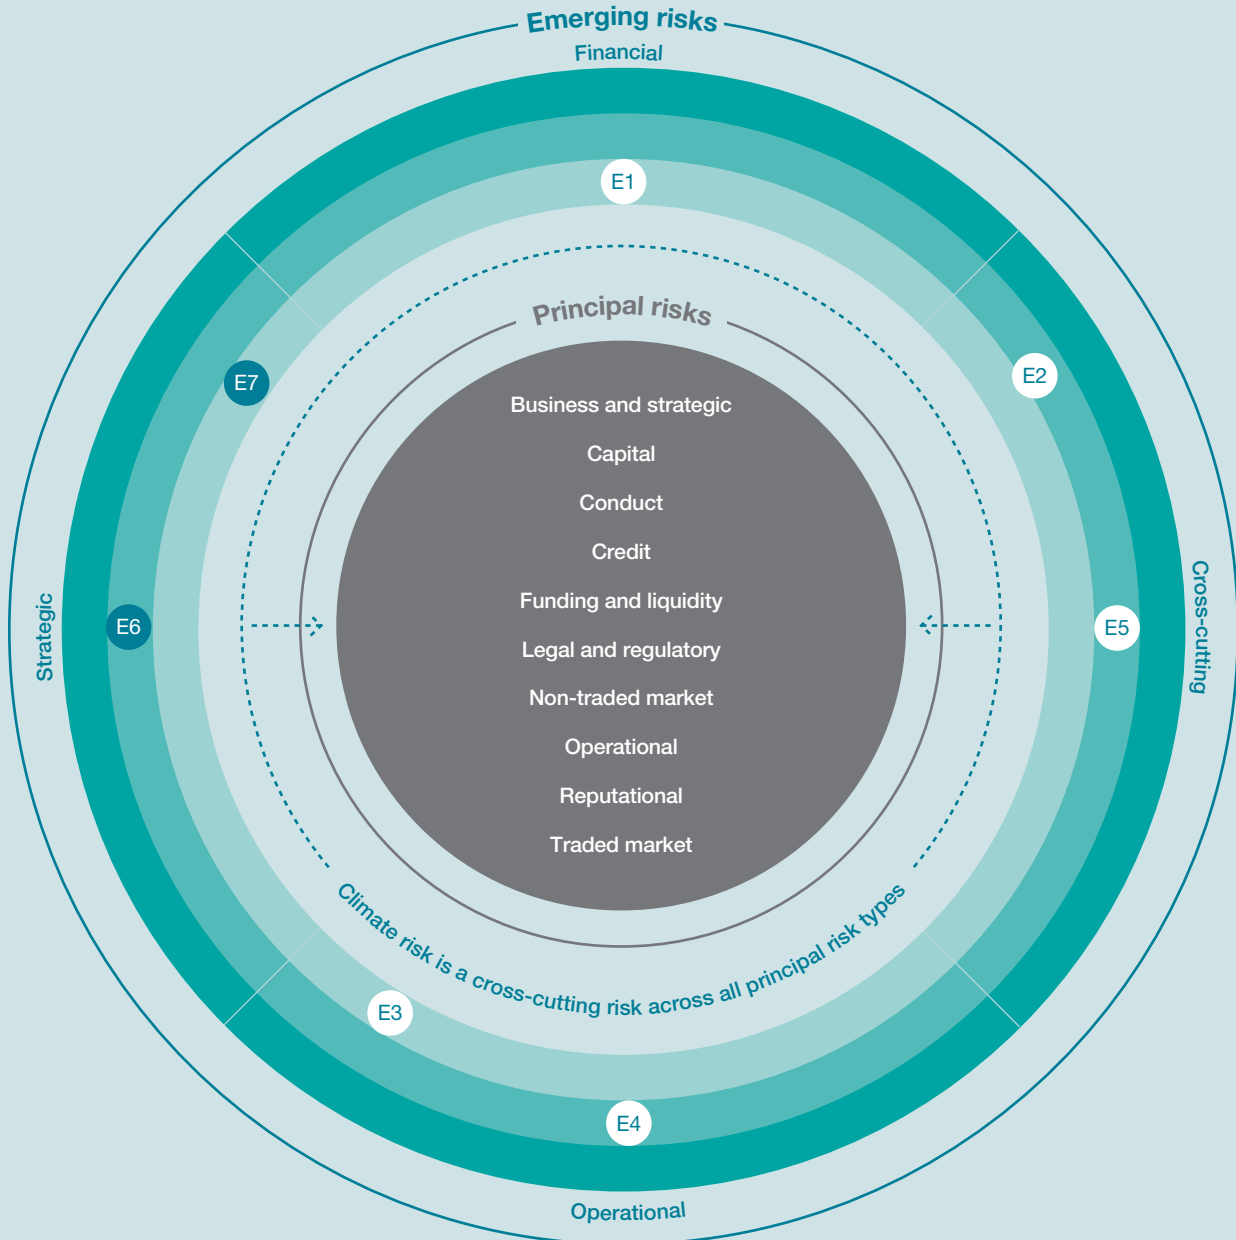 Emerging risks
Financial
E1
Principal risks
E2
E7
Business and strategic
Capital
Conduct
Credit
Funding and liquidity
Legal and regulatory
Non-traded market
Operational
Reputational
Traded market
Strategic
E6
E5
Cross-cutting
Climate risk is a cross-cutting risk across all principal risk types
E3
E4
Operational